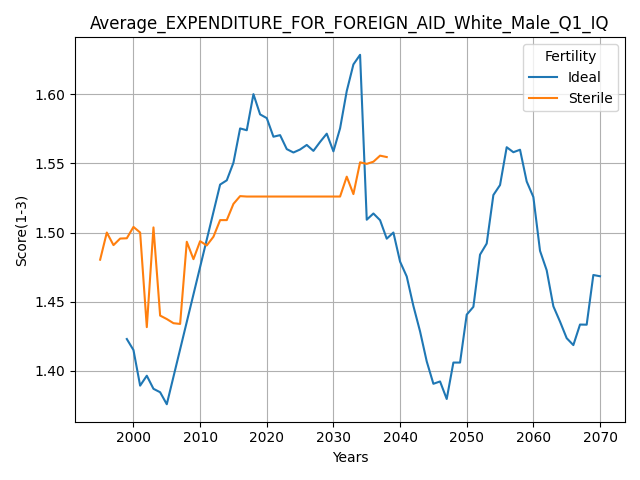 Average_EXPENDITURE_FOR_FOREIGN_AID_White_Male_Q1_IQ
Fertility
Ideal
Sterile
Score(1-3)
1.60
1.55
1.50
1.45
1.40
2000 2010 2020 2030 2040 2050 2060 2070
Years